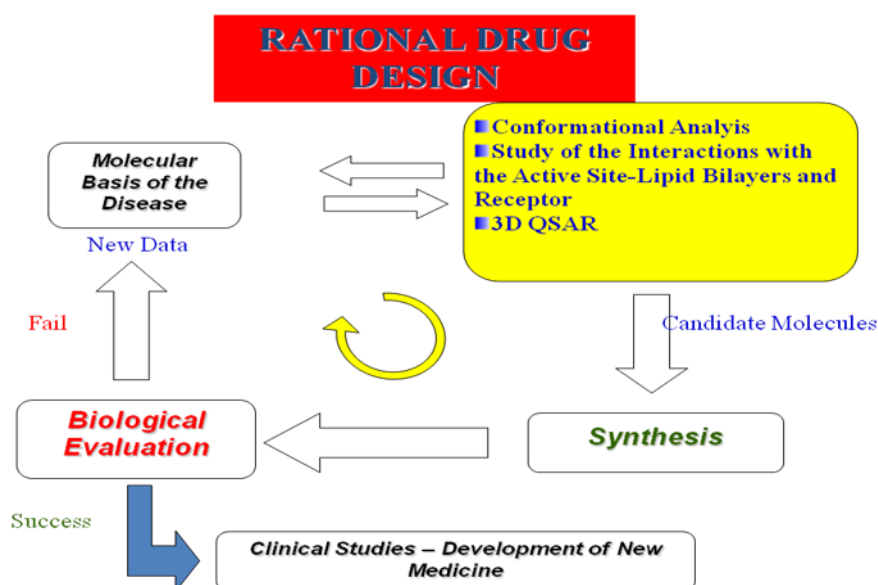 RATIONAL DRUG
DESIGN
Molecular
Basis of the
Disease
New Data
Conformational Analyis
Study of the Interactions with
the Active Site-Lipid Bilayers and
Receptor
3D QSAR
Fail
Candidate Molecules
Biological
Evaluation
Synthesis
Success
Clinical Studies – Development of New
Medicine